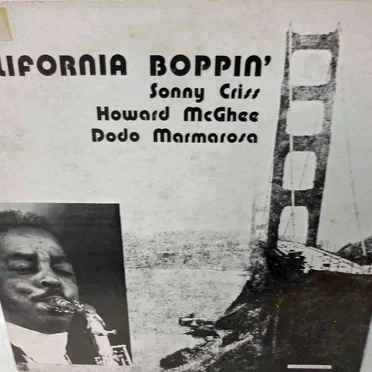 LIFORNIA BOPPIN'
Sonny Criss
Howard McGhee
Dodo Marmarosa